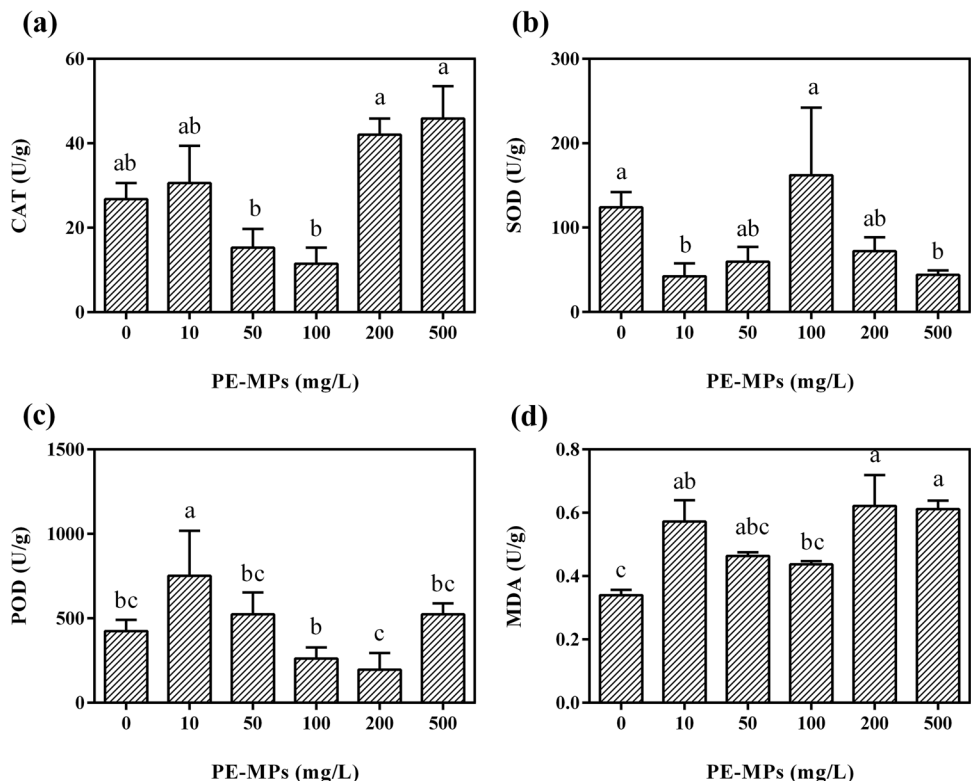 (a)
CAT (U/g)
60
40
20
0
ab
ab
b
b
a
a
0 10 50 100 200 500
PE-MPs (mg/L)
(b)
SOD (U/g)
300
200
100
0
a
b
ab
a
ab
b
0 10 50 100 200 500
PE-MPs (mg/L)
(c)
POD (U/g)
1500
1000
500
0
bc
a
bc
b
c
bc
0 10 50 100 200 500
PE-MPs (mg/L)
(d)
MDA (U/g)
0.8
0.6
0.4
0.2
0.0
c
ab
abc
bc
a
a
0 10 50 100 200 500
PE-MPs (mg/L)